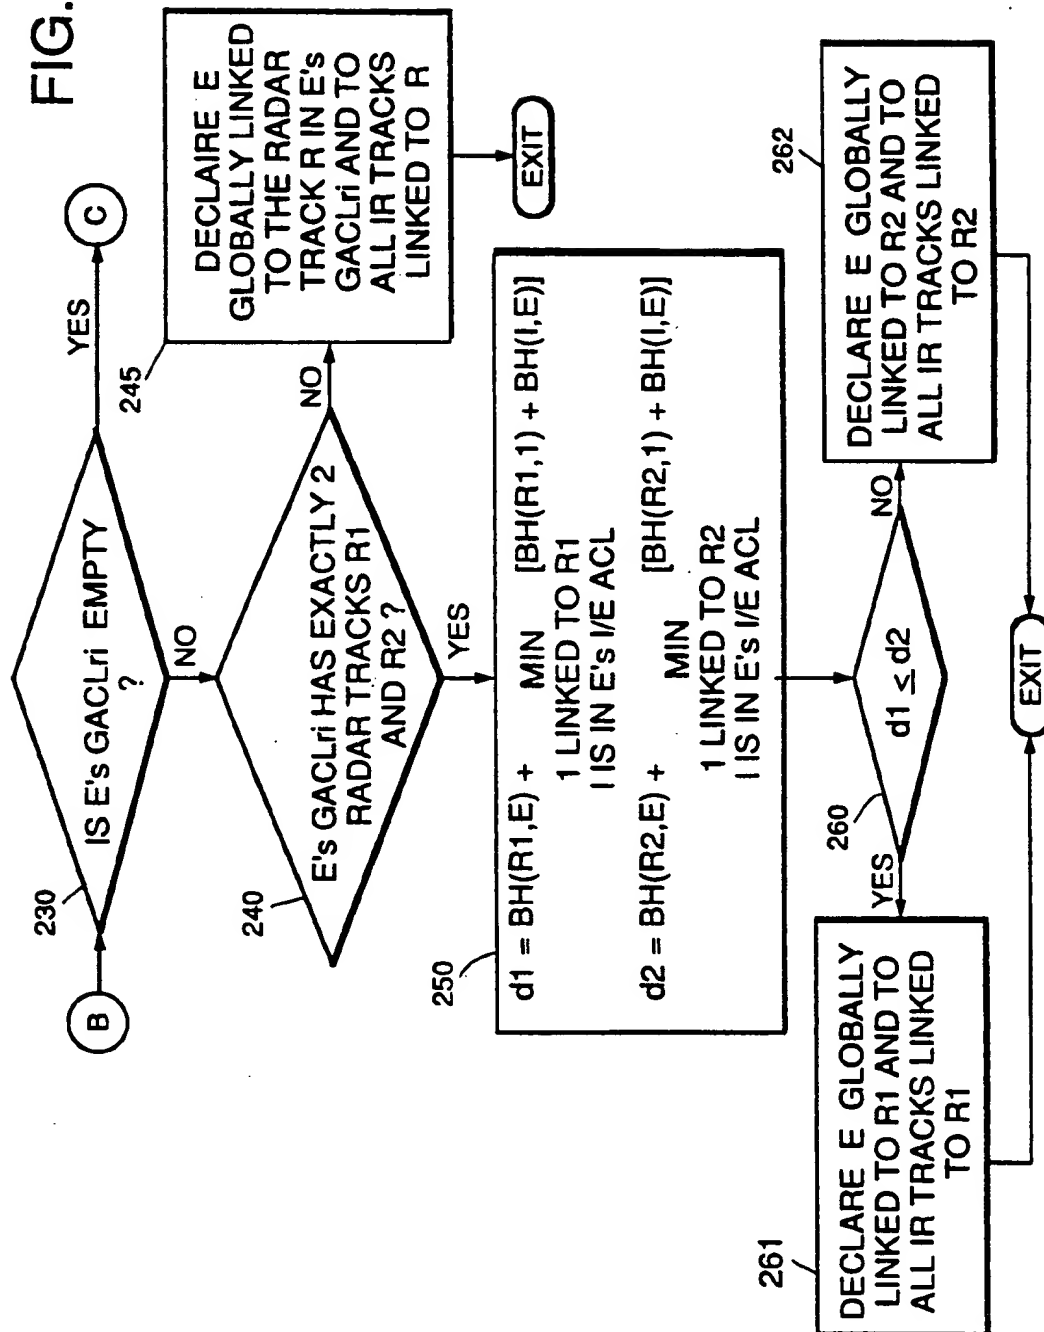 FIG.
B
230
IS E's GACLri EMPTY
?
YES
C
NO
240
E's GACLri HAS EXACTLY 2
RADAR TRACKS R1
AND R2 ?
NO
245
DECLAIRE E
GLOBALLY LINKED
TO THE RADAR
TRACK R IN E's
GACLri AND TO
ALL IR TRACKS
LINKED TO R
EXIT
YES
250
d1 = BH(R1,E) + MIN [BH(R1,1) + BH(I,E)]
1 LINKED TO R1
I IS IN E's I/E ACL
d2 = BH(R2,E) + MIN [BH(R2,1) + BH(I,E)]
1 LINKED TO R2
I IS IN E's I/E ACL
260
d1 ≤ d2
YES
NO
261
DECLARE E GLOBALLY
LINKED TO R1 AND TO
ALL IR TRACKS LINKED
TO R1
262
DECLARE E GLOBALLY
LINKED TO R2 AND TO
ALL IR TRACKS LINKED
TO R2
EXIT